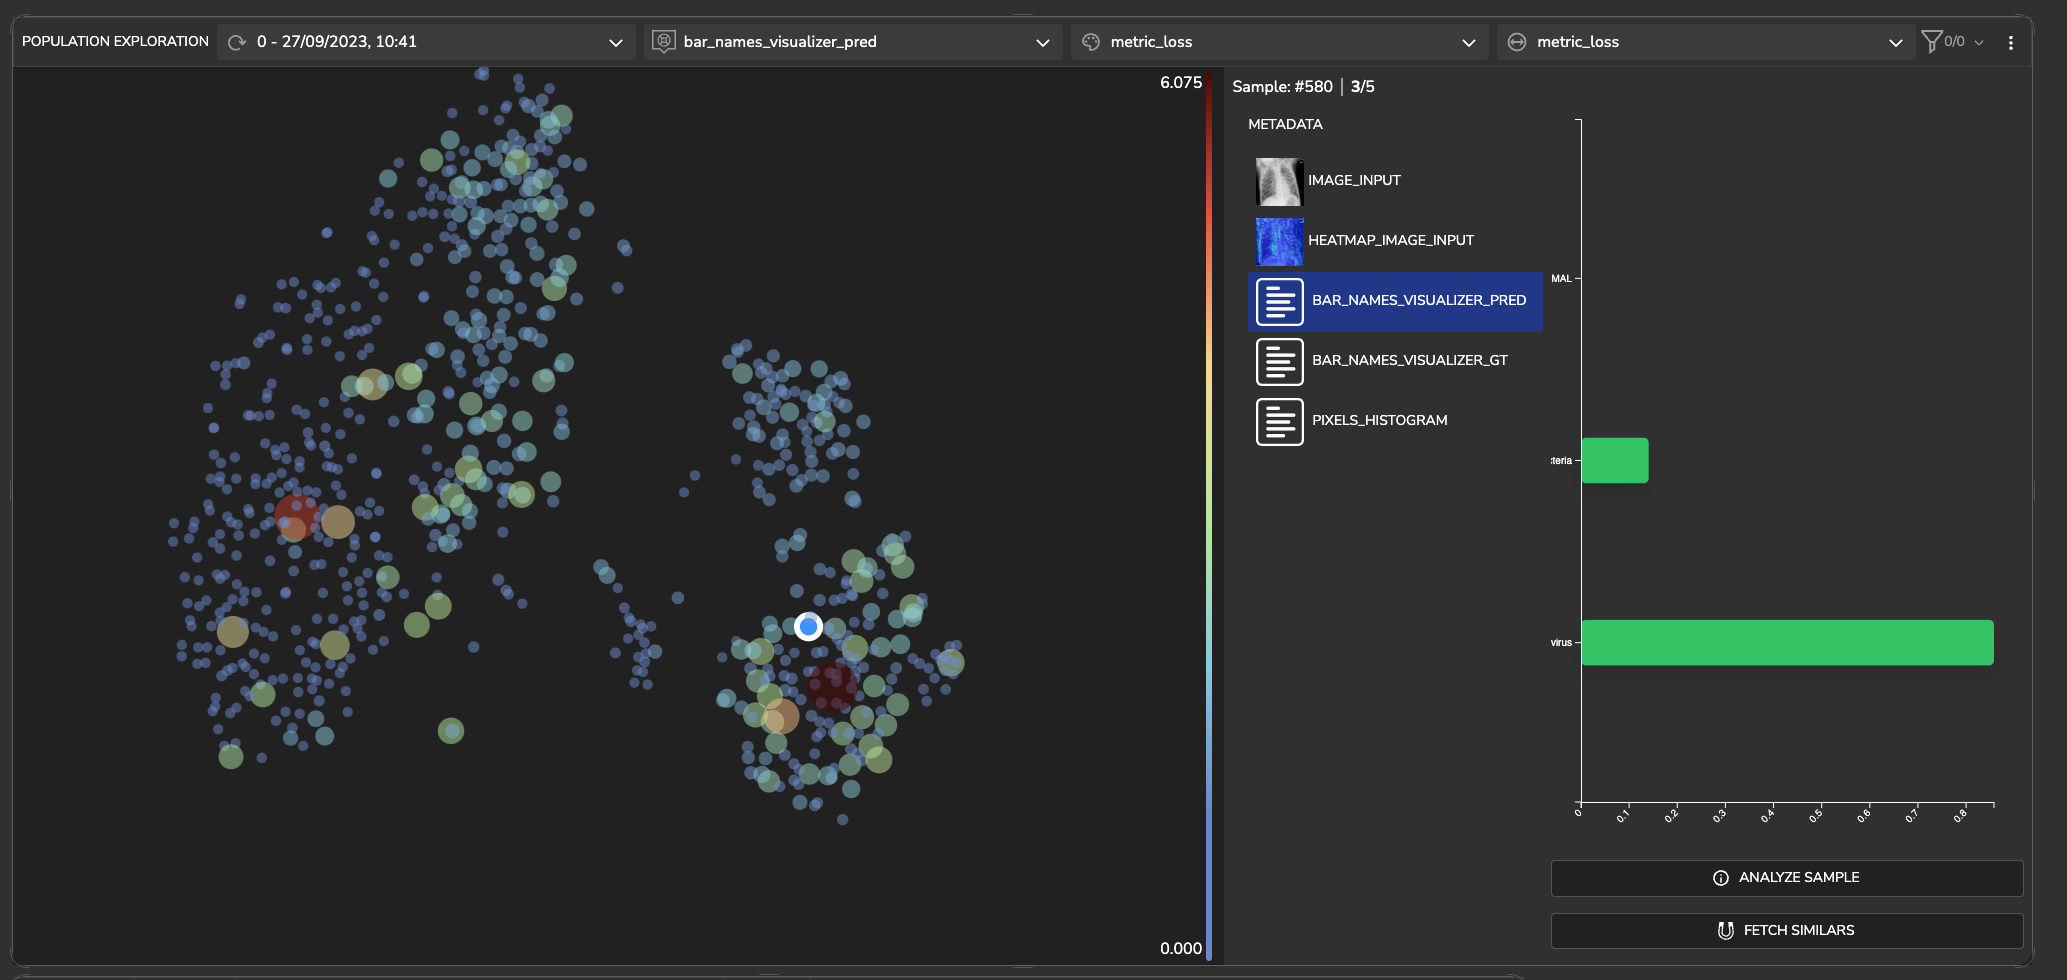 POPULATION EXPLORATION
0 - 27/09/2023, 10:41
bar_names_visualizer_pred
metric_loss
metric_loss
0/0
6.075
0.000
Sample: #580 | 3/5
METADATA
IMAGE_INPUT
HEATMAP_IMAGE_INPUT
BAR_NAMES_VISUALIZER_PRED
BAR_NAMES_VISUALIZER_GT
PIXELS_HISTOGRAM
MAL
cteria
virus
0 0.1 0.2 0.3 0.4 0.5 0.6 0.7 0.8
ANALYZE SAMPLE
FETCH SIMILARS